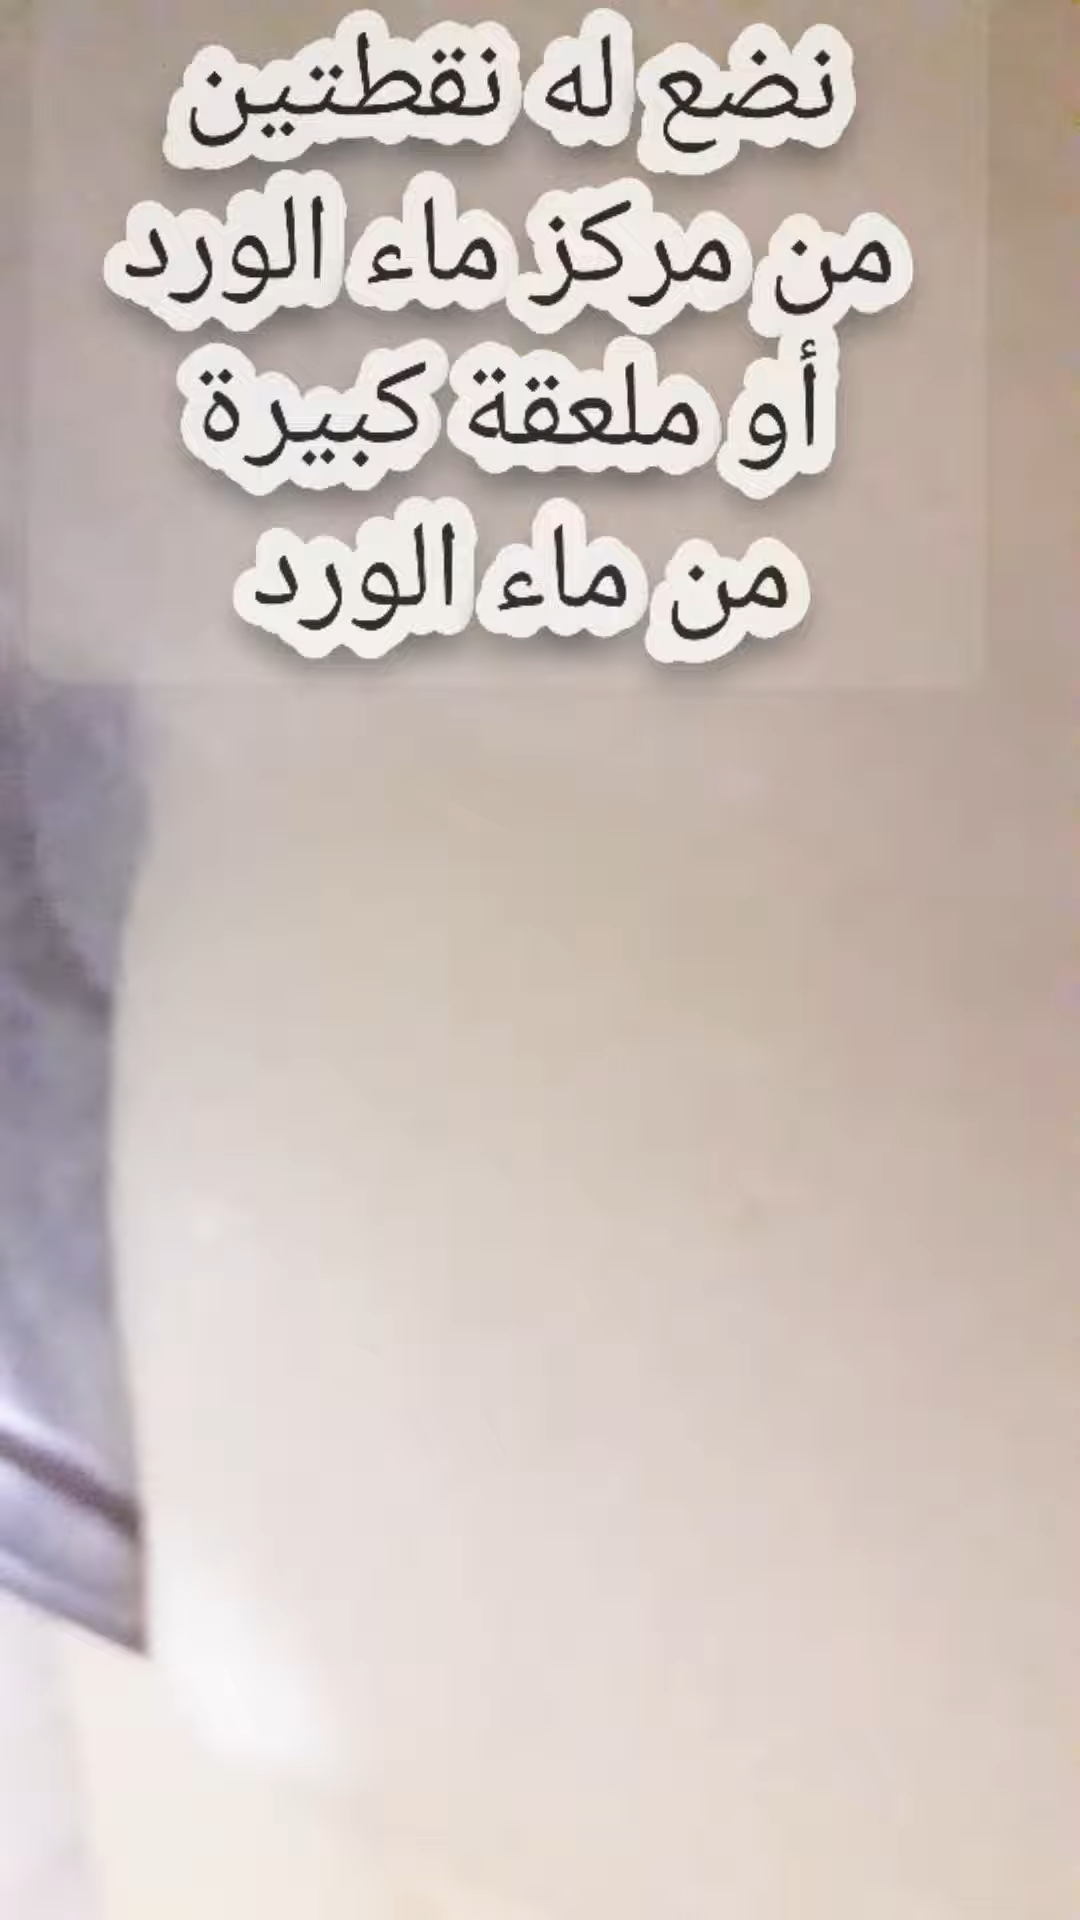 نضع له نقطتين
من مركز ماء الورد
أو ملعقة كبيرة
من ماء الورد